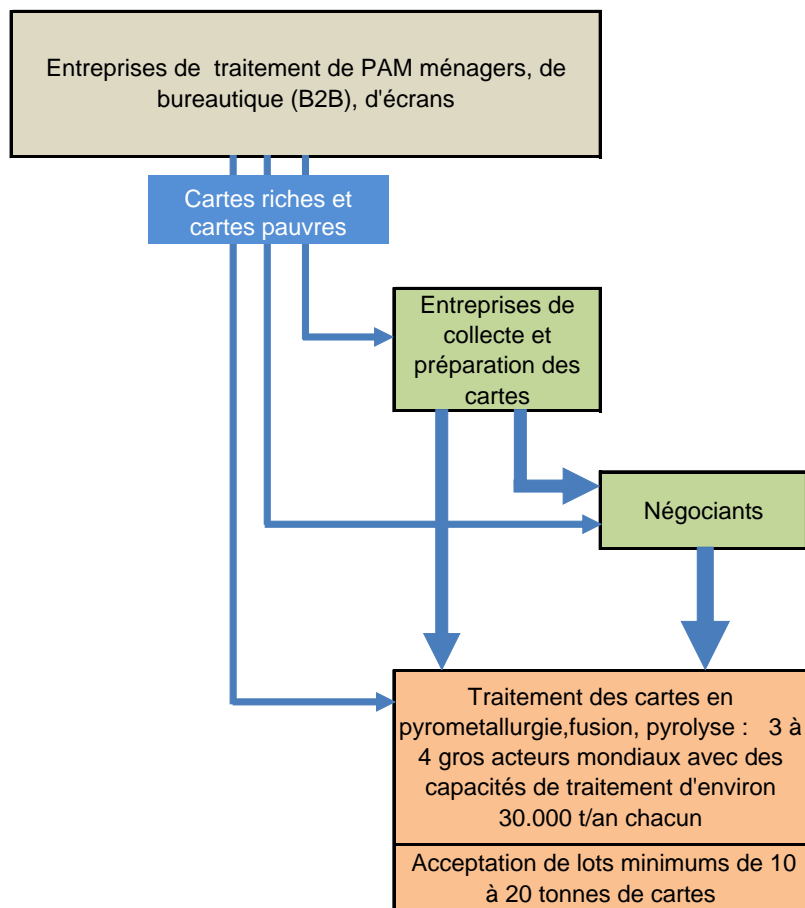 Entreprises de traitement de PAM ménagers, de
bureautique (B2B), d'écrans
Cartes riches et
cartes pauvres
Entreprises de
collecte et
préparation des
cartes
Négociants
Traitement des cartes en
pyrometallurgie,fusion, pyrolyse : 3 à
4 gros acteurs mondiaux avec des
capacités de traitement d'environ
30.000 t/an chacun
Acceptation de lots minimums de 10
à 20 tonnes de cartes